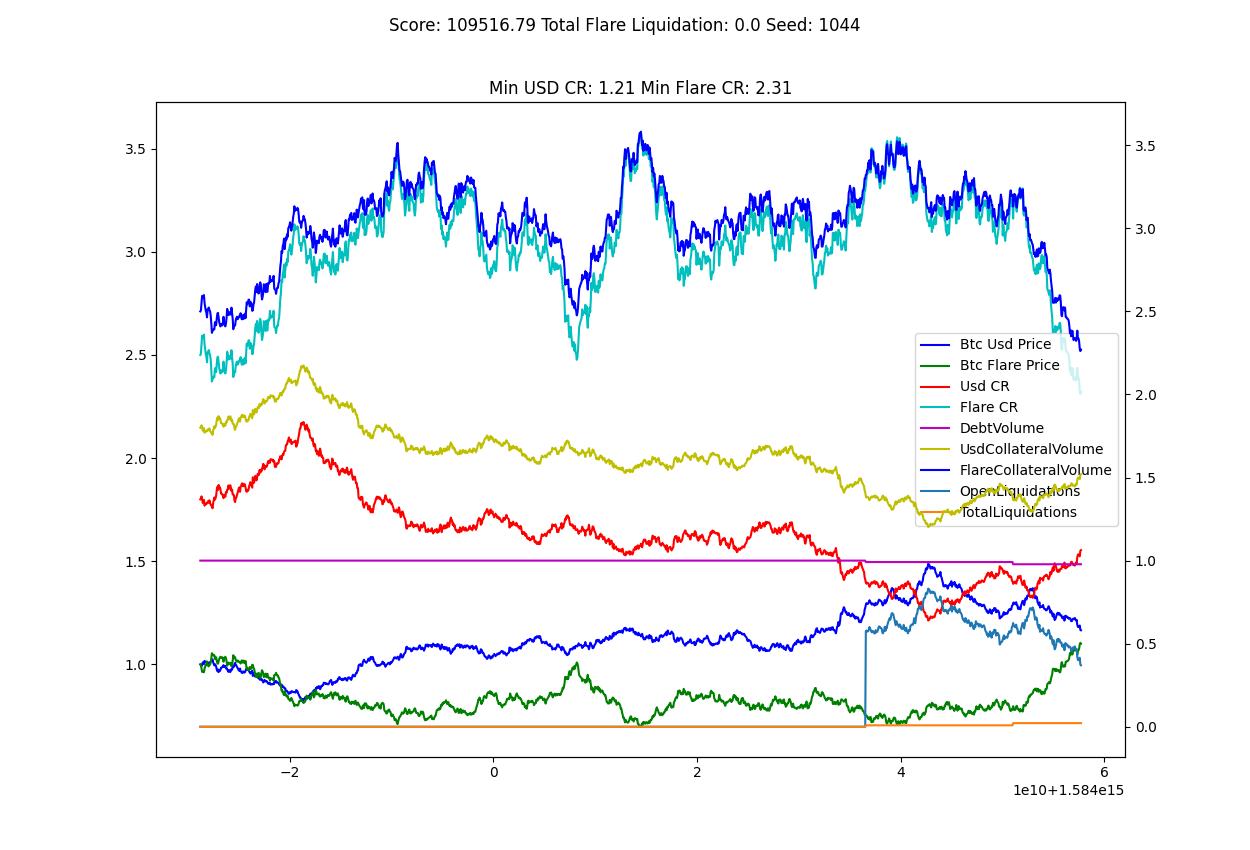 Score: 109516.79 Total Flare Liquidation: 0.0 Seed: 1044
Min USD CR: 1.21 Min Flare CR: 2.31
3.5
3.0
2.5
2.0
1.5
1.0
3.5
3.0
2.5
2.0
1.5
1.0
0.5
0.0
Btc Usd Price
Btc Flare Price
Usd CR
Flare CR
DebtVolume
UsdCollateralVolume
FlareCollateralVolume
OpenLiquidations
TotalLiquidations
−2 0 2 4 6
1e10+1.584e15